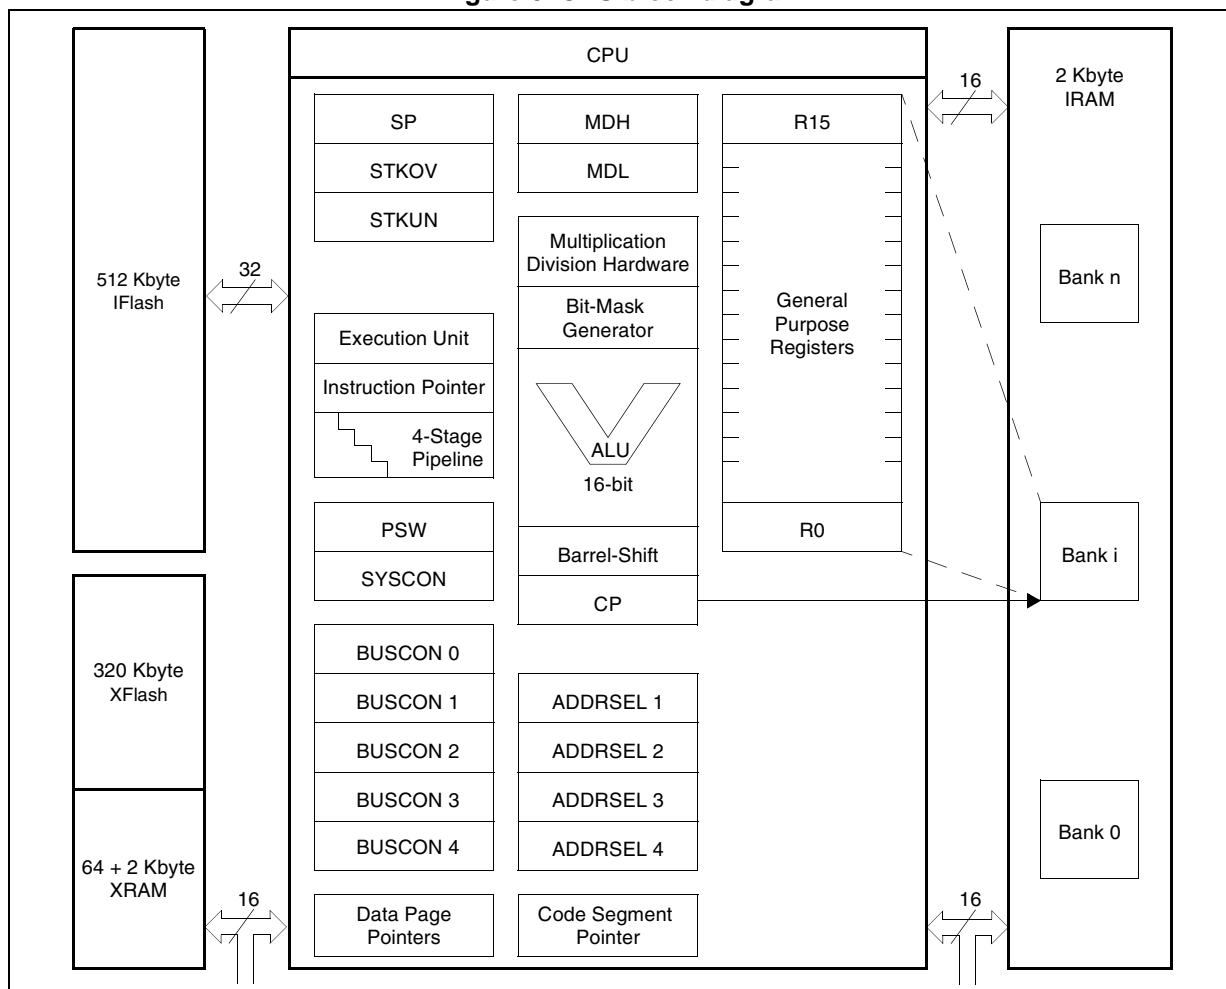 CPU
512 Kbyte
IFlash
32
320 Kbyte
XFlash
64 + 2 Kbyte
XRAM
16
SP
STKOV
STKUN
Execution Unit
Instruction Pointer
4-Stage
Pipeline
PSW
SYSCON
BUSCON 0
BUSCON 1
BUSCON 2
BUSCON 3
BUSCON 4
Data Page
Pointers
MDH
MDL
Multiplication
Division Hardware
Bit-Mask
Generator
ALU
16-bit
Barrel-Shift
CP
ADDRSEL 1
ADDRSEL 2
ADDRSEL 3
ADDRSEL 4
Code Segment
Pointer
R15
General
Purpose
Registers
R0
16
2 Kbyte
IRAM
Bank n
Bank i
Bank 0
16